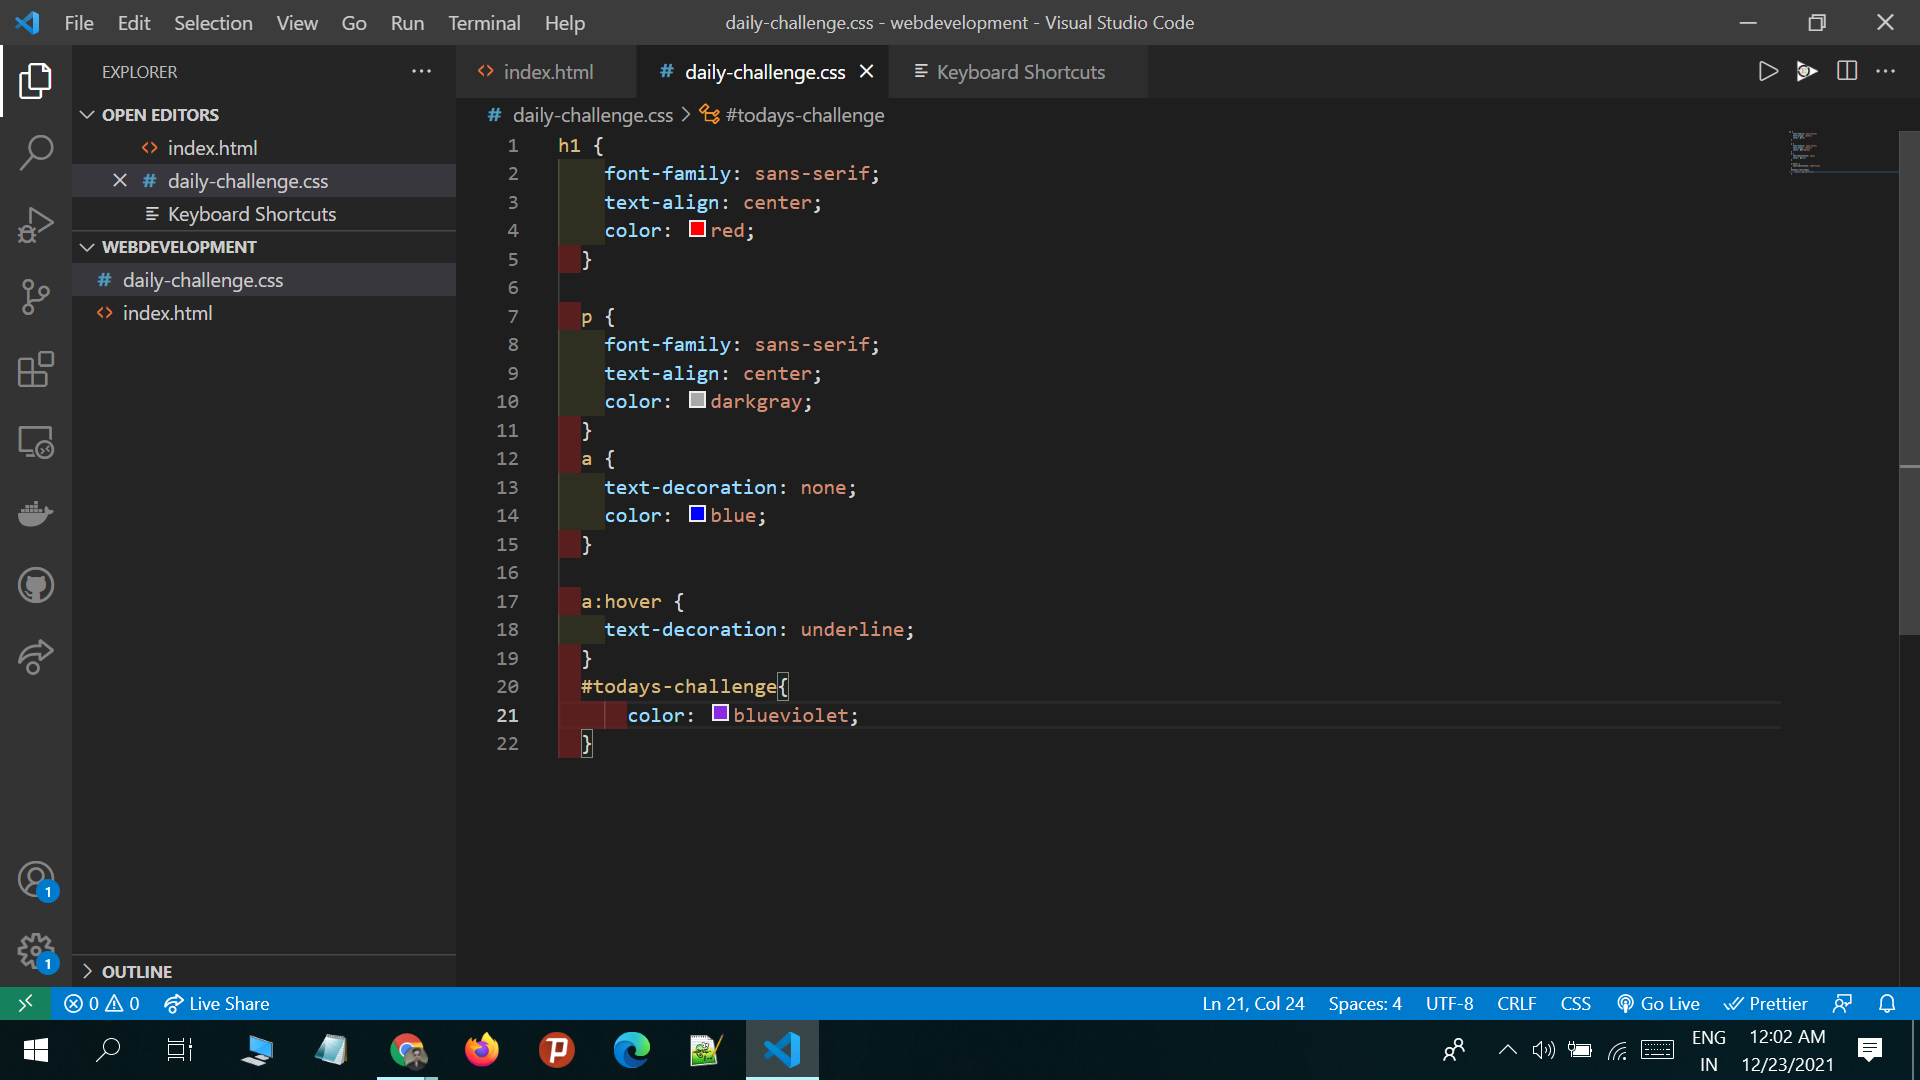 File Edit Selection View Go Run Terminal Help daily-challenge.css - webdevelopment - Visual Studio Code
EXPLORER
OPEN EDITORS
index.html
daily-challenge.css
Keyboard Shortcuts
WEBDEVELOPMENT
# daily-challenge.css
index.html
OUTLINE
index.html # daily-challenge.css Keyboard Shortcuts
# daily-challenge.css > #todays-challenge
1 h1 {
2 font-family: sans-serif;
3 text-align: center;
4 color: red;
5 }
6
7 p {
8 font-family: sans-serif;
9 text-align: center;
10 color: darkgray;
11 }
12 a {
13 text-decoration: none;
14 color: blue;
15 }
16
17 a:hover {
18 text-decoration: underline;
19 }
20 #todays-challenge{
21 color: blueviolet;
22 }
1
1
0 0 Live Share Ln 21, Col 24 Spaces: 4 UTF-8 CRLF CSS Go Live Prettier
ENG
IN
12:02 AM
12/23/2021